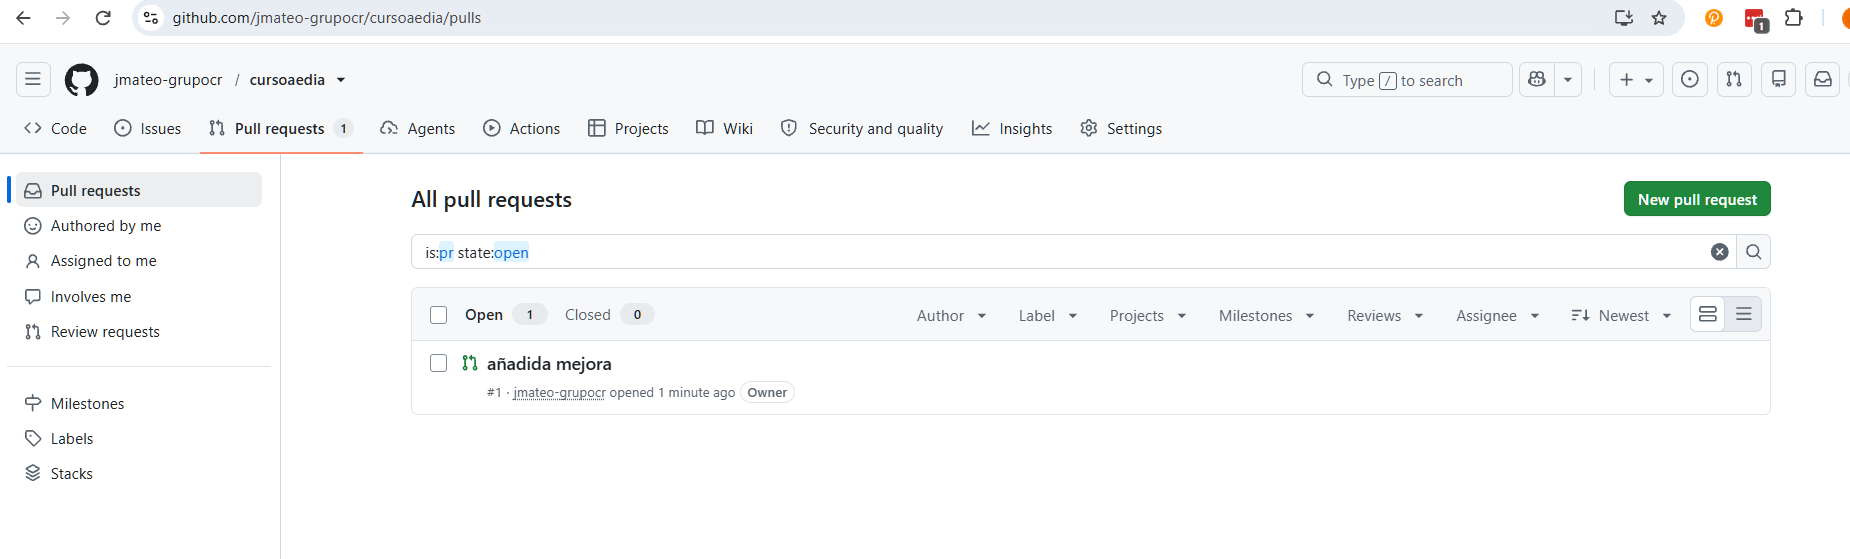 github.com/jmateo-grupocr/cursoaedia/pulls
1
jmateo-grupocr / cursoaedia
Type / to search
Code
Issues
Pull requests 1
Agents
Actions
Projects
Wiki
Security and quality
Insights
Settings
Pull requests
Authored by me
Assigned to me
Involves me
Review requests
Milestones
Labels
Stacks
All pull requests
New pull request
is:pr state:open
Open 1 Closed 0 Author Label Projects Milestones Reviews Assignee Newest
añadida mejora
#1 · jmateo-grupocr opened 1 minute ago Owner